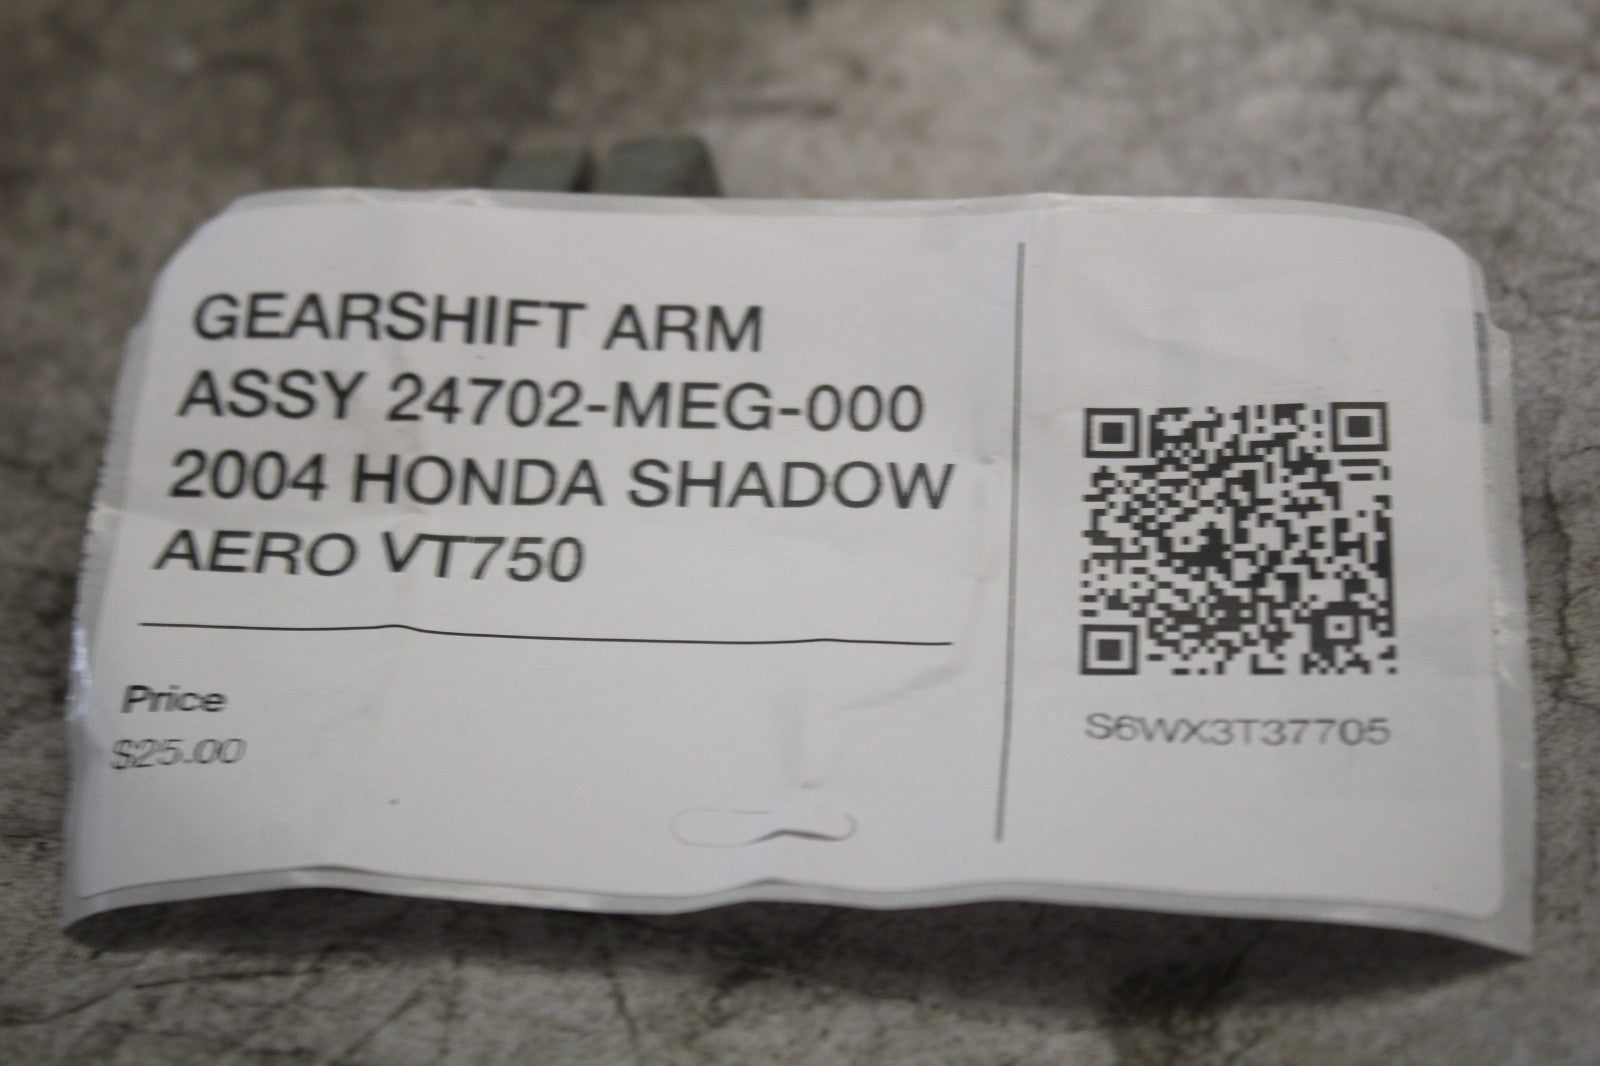 GEARSHIFT ARM
ASSY 24702-MEG-000
2004 HONDA SHADOW
AERO VT750
Price
$25.00
S6WX3T37705